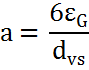 a = 6ε_G / d_vs